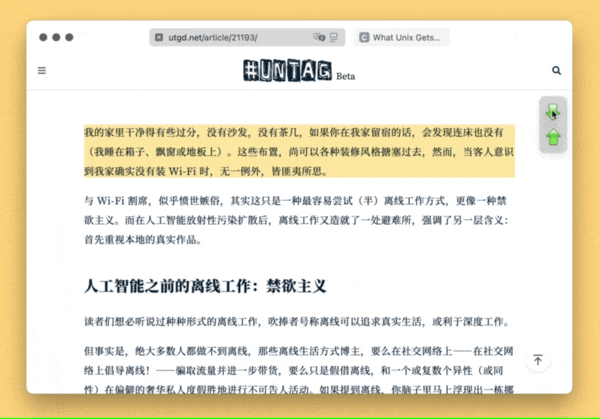 utgd.net/article/21193/
What Unix Gets...
#UNTAG Beta
我的家里干净得有些过分，没有沙发，没有茶几，如果你在我家留宿的话，会发现连床也没有
（我睡在箱子、飘窗或地板上）。这些布置，尚可以各种装修风格搪塞过去，然而，当客人意识
到我家确实没有装 Wi-Fi 时，无一例外，皆匪夷所思。
与 Wi-Fi 割席，似乎愤世嫉俗，其实这只是一种最容易尝试（半）离线工作方式，更像一种禁
欲主义。而在人工智能放射性污染扩散后，离线工作又造就了一处避难所，强调了另一层含义：
首先重视本地的真实作品。
人工智能之前的离线工作：禁欲主义
读者们想必听说过种种形式的离线工作，吹捧者号称离线可以追求真实生活，或利于深度工作。
但事实是，绝大多数人都做不到离线，那些离线生活方式博主，要么在社交网络上——在社交网
络上倡导离线！——骗取流量并进一步带货，要么只是假借离线，和一个或复数个异性（或同
性）在偏僻的奢华私人度假胜地进行不可告人活动。如果提到离线，你脑子里马上浮现出一栋挪